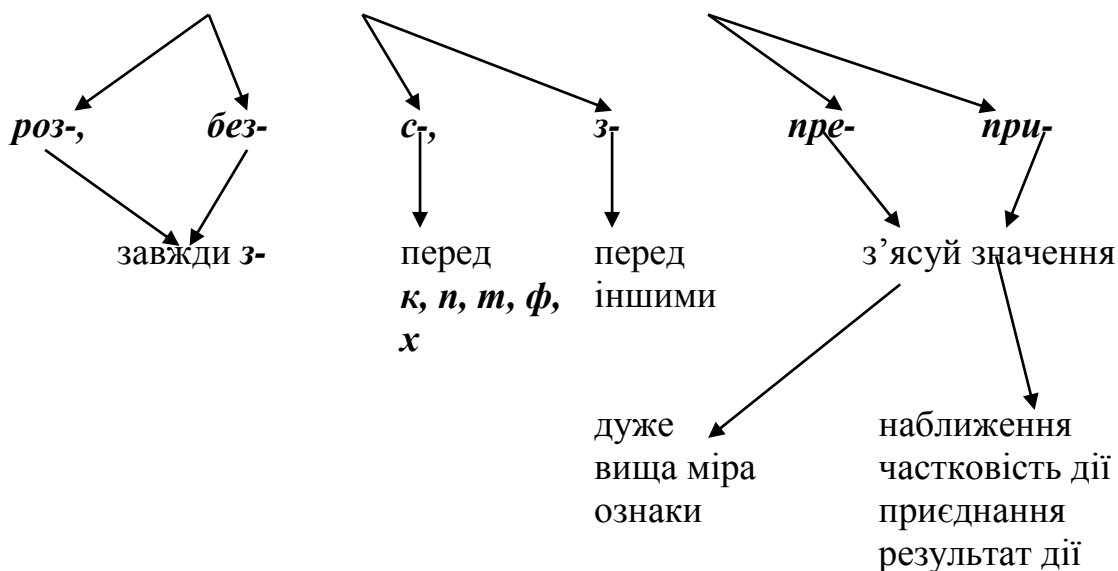 роз-, без- с-, з- пре- при-
завжди з- перед перед з’ясуй значення
к, п, т, ф, іншими
х
дуже наближення
вища міра частковість дії
ознаки приєднання
результат дії